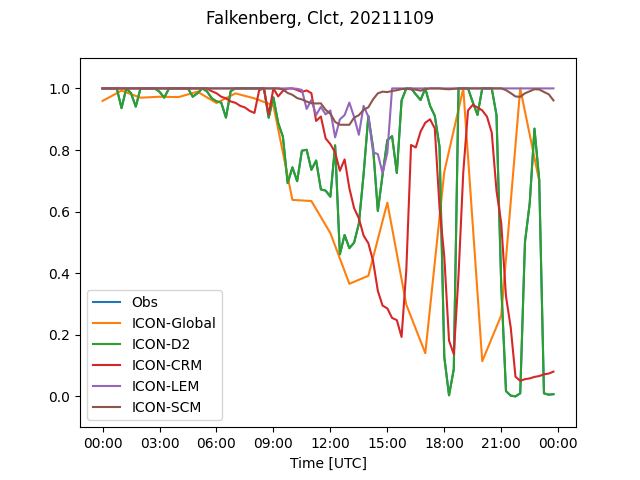 Falkenberg, Clct, 20211109
1.0
0.8
0.6
0.4
0.2
0.0
Obs
ICON-Global
ICON-D2
ICON-CRM
ICON-LEM
ICON-SCM
00:00 03:00 06:00 09:00 12:00 15:00 18:00 21:00 00:00
Time [UTC]